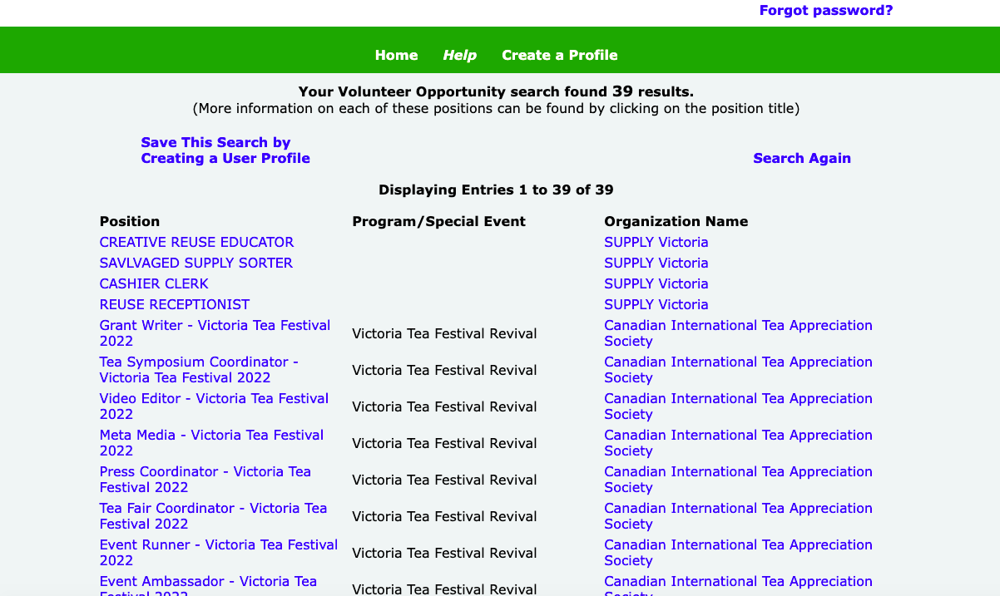 Forgot password?
Home Help Create a Profile
Your Volunteer Opportunity search found 39 results.
(More information on each of these positions can be found by clicking on the position title)
Save This Search by
Creating a User Profile
Search Again
Displaying Entries 1 to 39 of 39
Position Program/Special Event Organization Name
CREATIVE REUSE EDUCATOR SUPPLY Victoria
SAVLVAGED SUPPLY SORTER SUPPLY Victoria
CASHIER CLERK SUPPLY Victoria
REUSE RECEPTIONIST SUPPLY Victoria
Grant Writer - Victoria Tea Festival
2022
Victoria Tea Festival Revival
Canadian International Tea Appreciation
Society
Tea Symposium Coordinator -
Victoria Tea Festival 2022
Victoria Tea Festival Revival
Canadian International Tea Appreciation
Society
Video Editor - Victoria Tea Festival
2022
Victoria Tea Festival Revival
Canadian International Tea Appreciation
Society
Meta Media - Victoria Tea Festival
2022
Victoria Tea Festival Revival
Canadian International Tea Appreciation
Society
Press Coordinator - Victoria Tea
Festival 2022
Victoria Tea Festival Revival
Canadian International Tea Appreciation
Society
Tea Fair Coordinator - Victoria Tea
Festival 2022
Victoria Tea Festival Revival
Canadian International Tea Appreciation
Society
Event Runner - Victoria Tea Festival
2022
Victoria Tea Festival Revival
Canadian International Tea Appreciation
Society
Event Ambassador - Victoria Tea
Festival 2022
Victoria Tea Festival Revival
Canadian International Tea Appreciation
Society